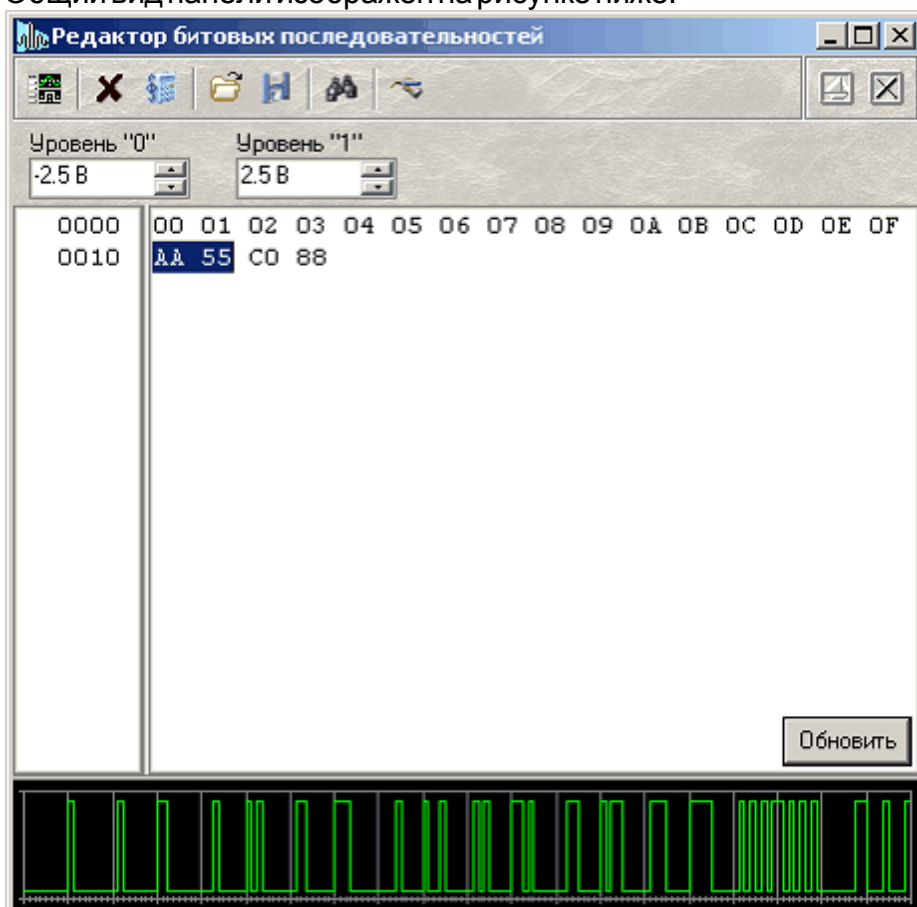 Общий вид панели изображен на рисунке ниже.
Редактор битовых последовательностей
Уровень "0" Уровень "1"
-2.5 В 2.5 В
0000 00 01 02 03 04 05 06 07 08 09 0A 0B 0C 0D 0E 0F
0010 AA 55 C0 88
Обновить